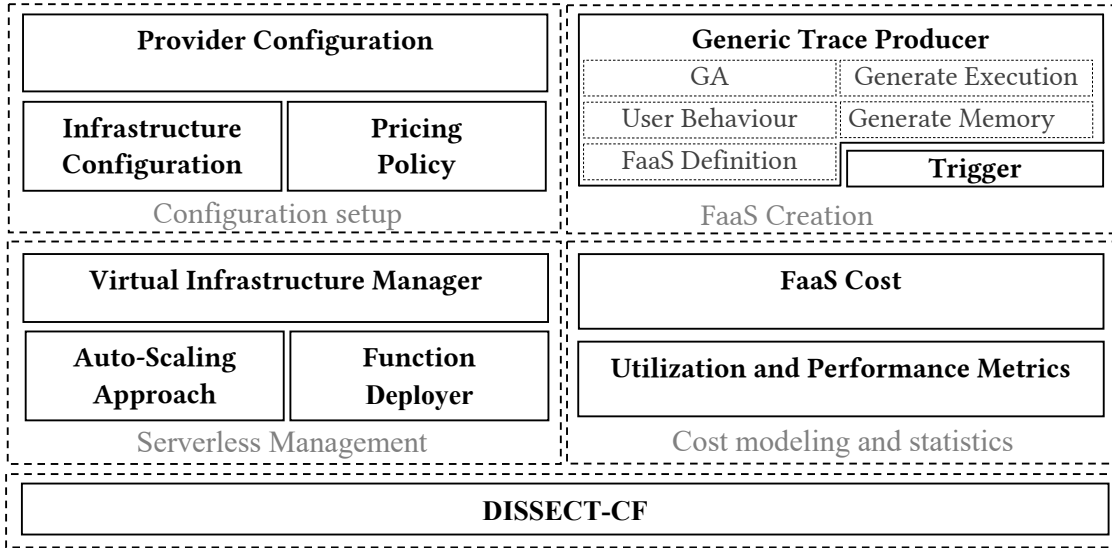 Provider Configuration
Infrastructure
Configuration
Pricing
Policy
Configuration setup
Generic Trace Producer
GA
Generate Execution
User Behaviour
Generate Memory
FaaS Definition
Trigger
FaaS Creation
Virtual Infrastructure Manager
Auto-Scaling
Approach
Function
Deployer
Serverless Management
FaaS Cost
Utilization and Performance Metrics
Cost modeling and statistics
DISSECT-CF